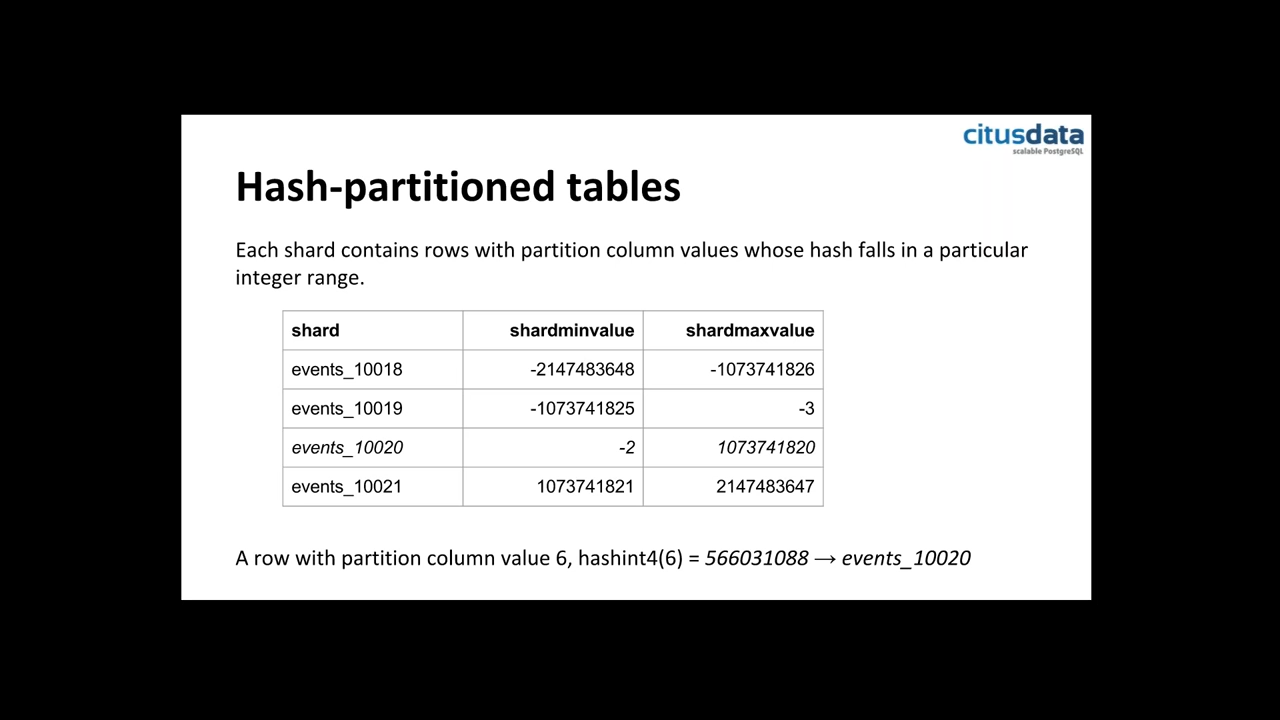 citusdata
scalable PostgreSQL
Hash-partitioned tables
Each shard contains rows with partition column values whose hash falls in a particular
integer range.
shard shardminvalue shardmaxvalue
events_10018 -2147483648 -1073741826
events_10019 -1073741825 -3
events_10020 -2 1073741820
events_10021 1073741821 2147483647
A row with partition column value 6, hashint4(6) = 566031088 → events_10020